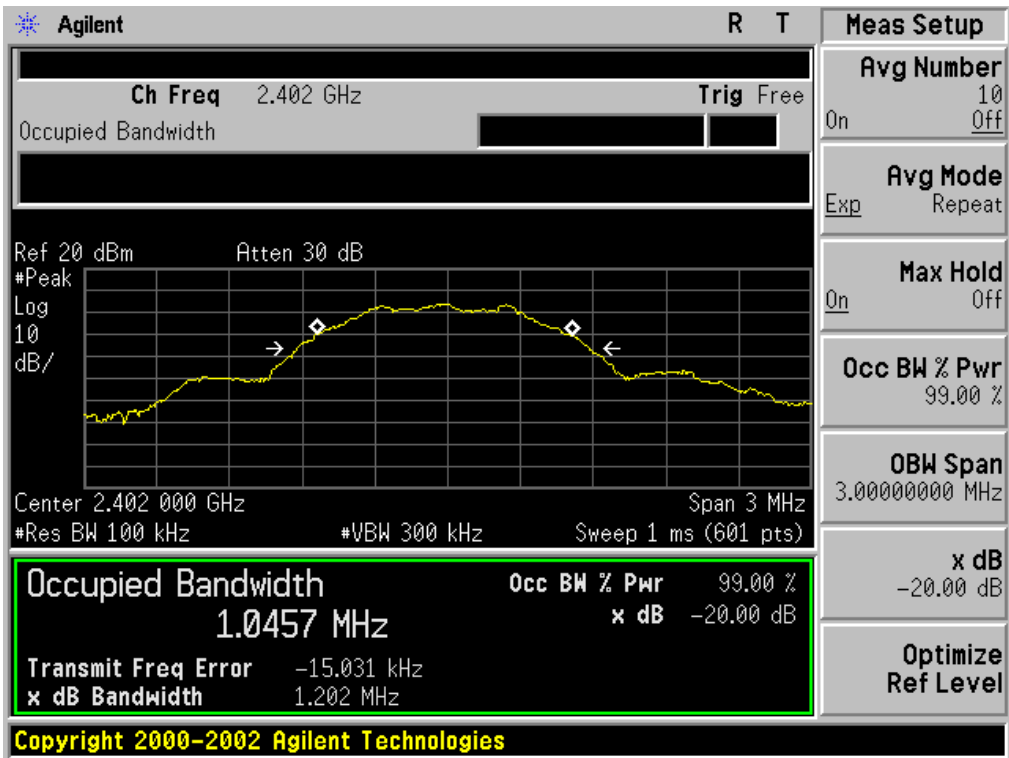 Agilent
R T
Ch Freq 2.402 GHz
Trig Free
Occupied Bandwidth
Ref 20 dBm
Atten 30 dB
#Peak
Log
10
dB/
Center 2.402 000 GHz
Span 3 MHz
#Res BW 100 kHz
#VBW 300 kHz
Sweep 1 ms (601 pts)
Occupied Bandwidth
1.0457 MHz
Occ BW % Pwr 99.00 %
x dB -20.00 dB
Transmit Freq Error -15.031 kHz
x dB Bandwidth 1.202 MHz
Copyright 2000-2002 Agilent Technologies
Meas Setup
Avg Number
10
On Off
Avg Mode
Exp Repeat
Max Hold
On Off
Occ BW % Pwr
99.00 %
OBW Span
3.00000000 MHz
x dB
-20.00 dB
Optimize
Ref Level